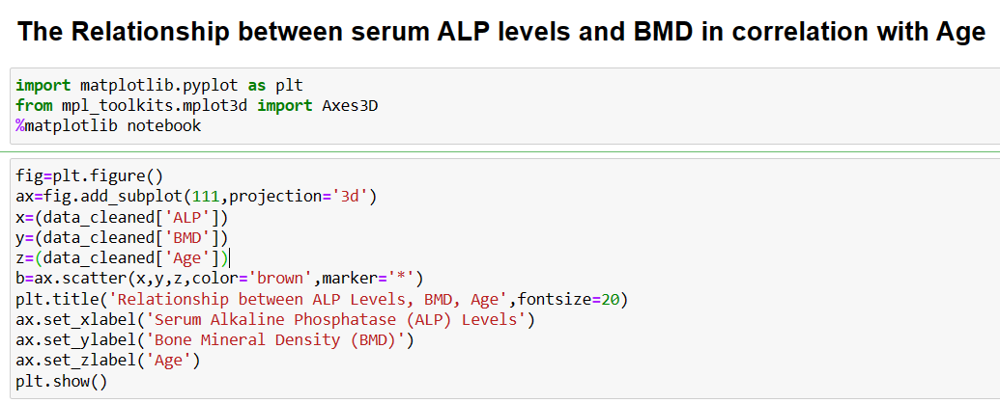 The Relationship between serum ALP levels and BMD in correlation with Age
import matplotlib.pyplot as plt
from mpl_toolkits.mplot3d import Axes3D
%matplotlib notebook
fig=plt.figure()
ax=fig.add_subplot(111,projection='3d')
x=(data_cleaned['ALP'])
y=(data_cleaned['BMD'])
z=(data_cleaned['Age'])
b=ax.scatter(x,y,z,color='brown',marker='*')
plt.title('Relationship between ALP Levels, BMD, Age',fontsize=20)
ax.set_xlabel('Serum Alkaline Phosphatase (ALP) Levels')
ax.set_ylabel('Bone Mineral Density (BMD)')
ax.set_zlabel('Age')
plt.show()